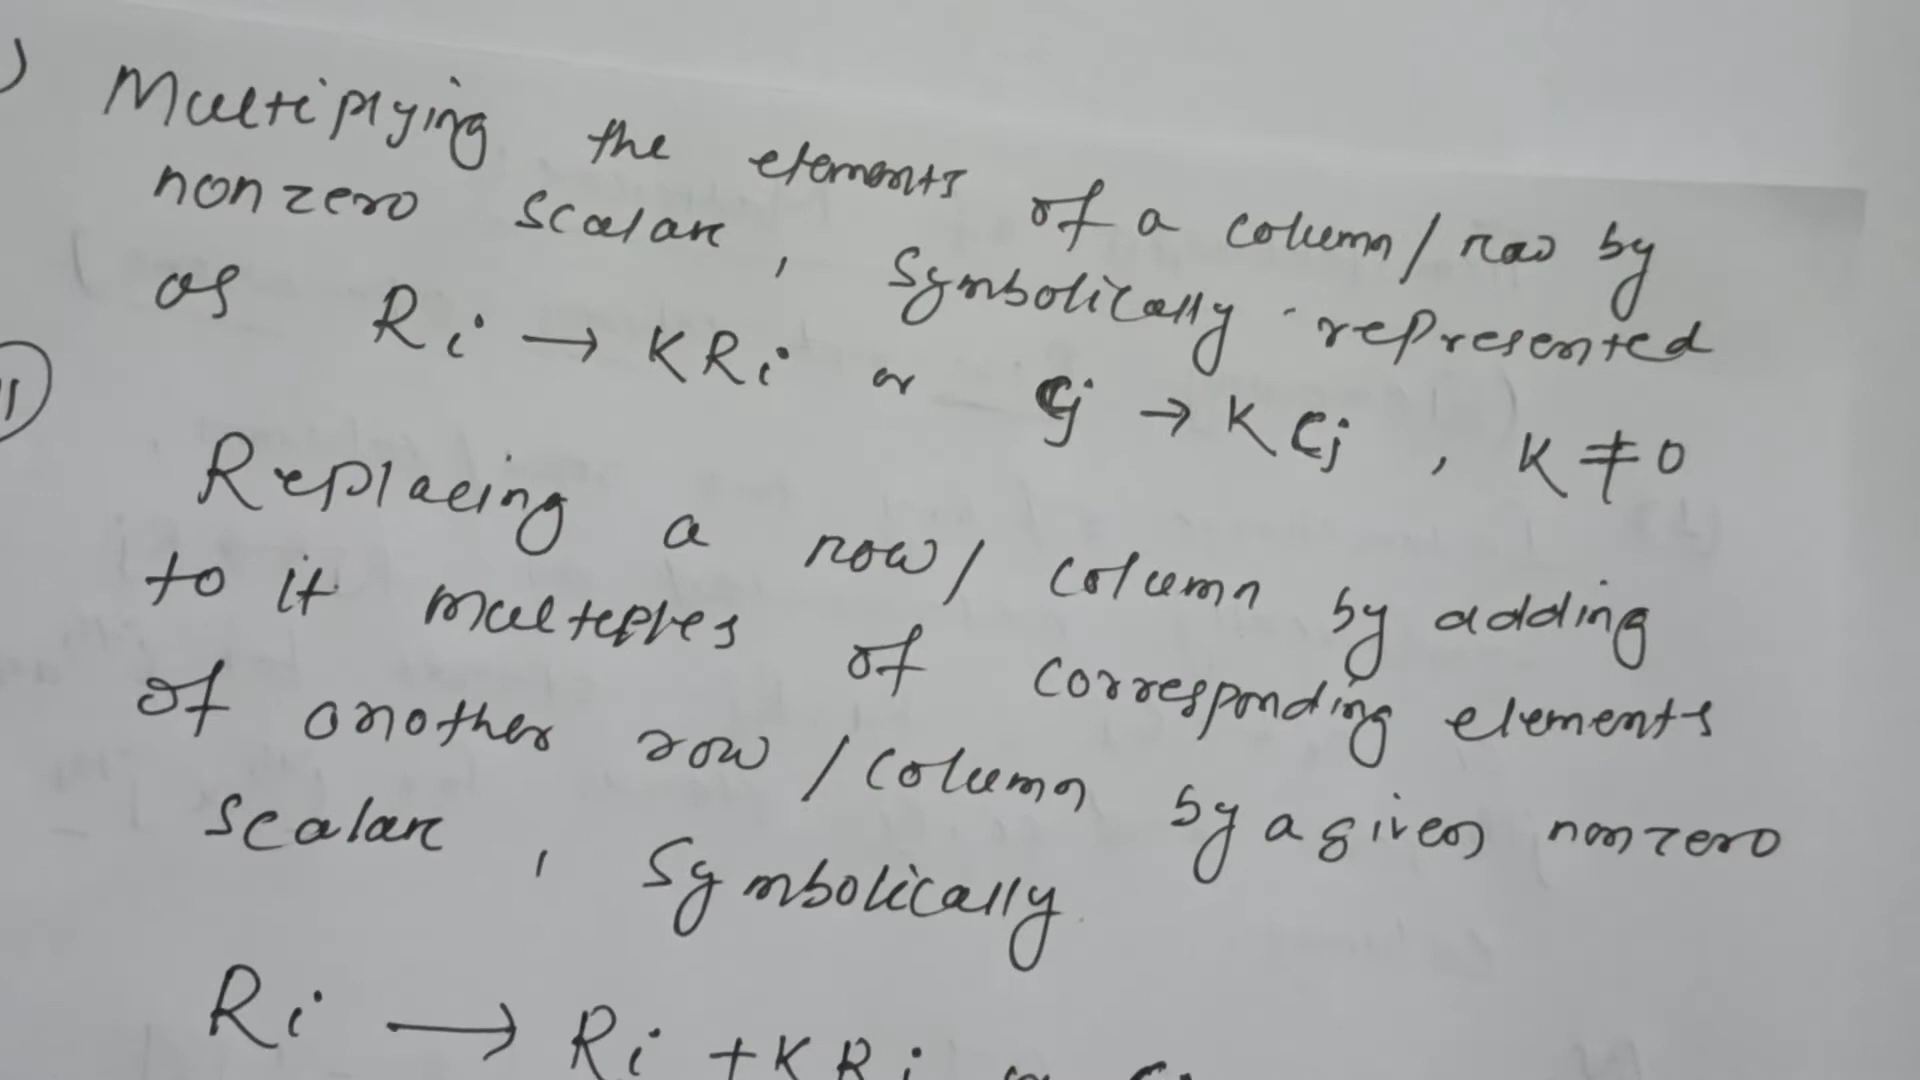 ) Multiplying the elements of a column/row by
nonzero scalar, symbolically represented
as Ri → KRi or Cj → KCj, K ≠ 0
Replacing a row/column by adding
to it multiples of corresponding elements
of another row/column by a given nonzero
scalar, symbolically
Ri → Ri + KR